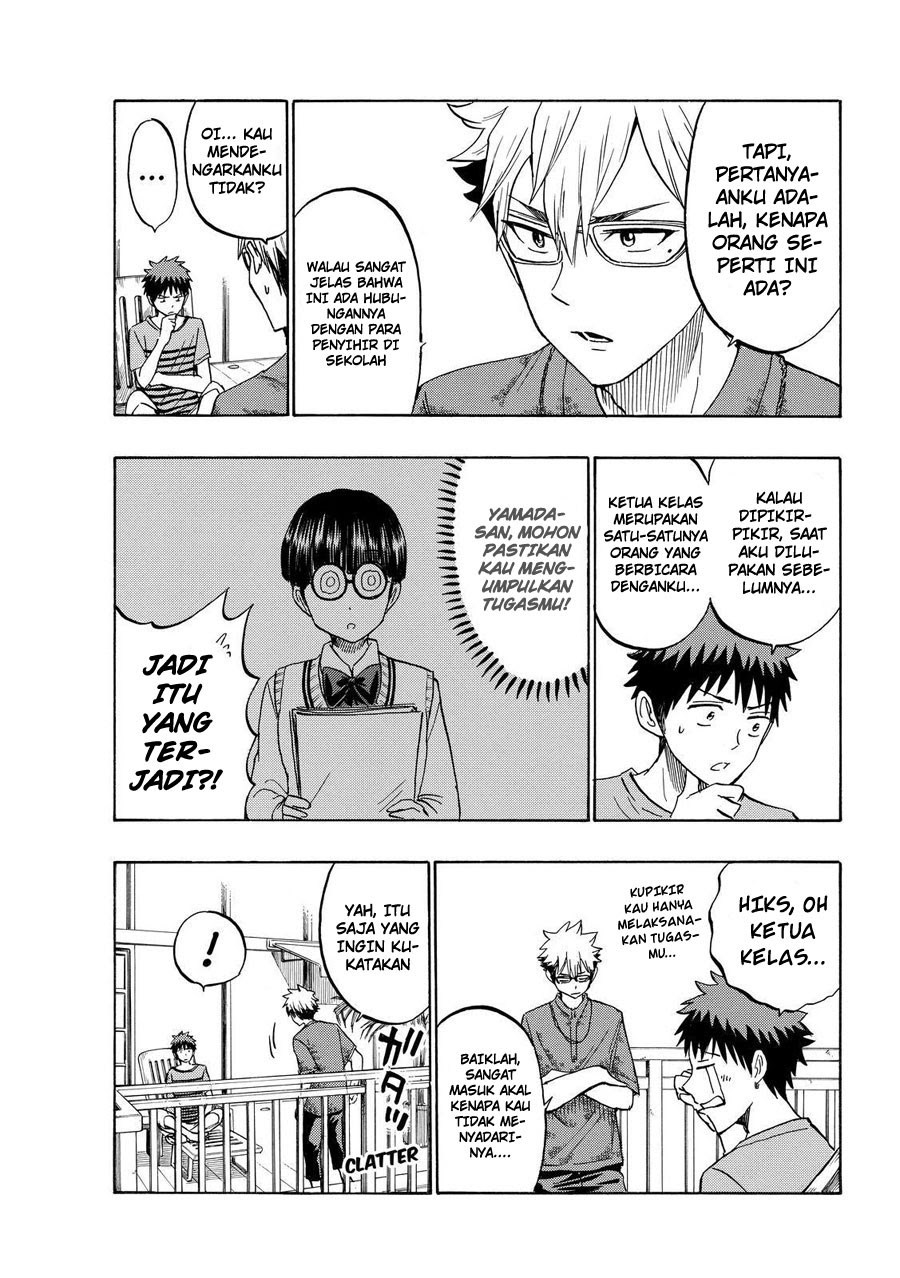 TAPI,
PERTANYA-
ANKU ADA-
LAH, KENAPA
ORANG SE-
PERTI INI
ADA?
WALAU SANGAT
JELAS BAHWA
INI ADA HUBU-
NGANNYA
DENGAN PARA
PENYIHIR DI
SEKOLAH
OI... KAU
MENDE-
NGARKANKU
TIDAK?
...
KALAU
DIPIKIR-
PIKIR, SAAT
AKU DILU-
PAKAN SEBE-
LUMNYA...
KETUA KELAS
MERUPAKAN
SATU-SATUNYA
ORANG YANG
BERBICARA
DENGANKU...
YAMADA-
SAN, MOHON
PASTIKAN
KAU MENG-
UMPULKAN
TUGASMU!
JADI
ITU
YANG
TER-
JADI?!
HIKS, OH
KETUA
KELAS...
KUPIKIR
KAU HANYA
MELAKSANA-
KAN TUGAS-
MU...
BAIKLAH,
SANGAT
MASUK AKAL
KENAPA KAU
TIDAK ME-
NYADARI-
NYA....
YAH, ITU
SAJA YANG
INGIN KU-
KATAKAN
!
ガタッ
CLATTER